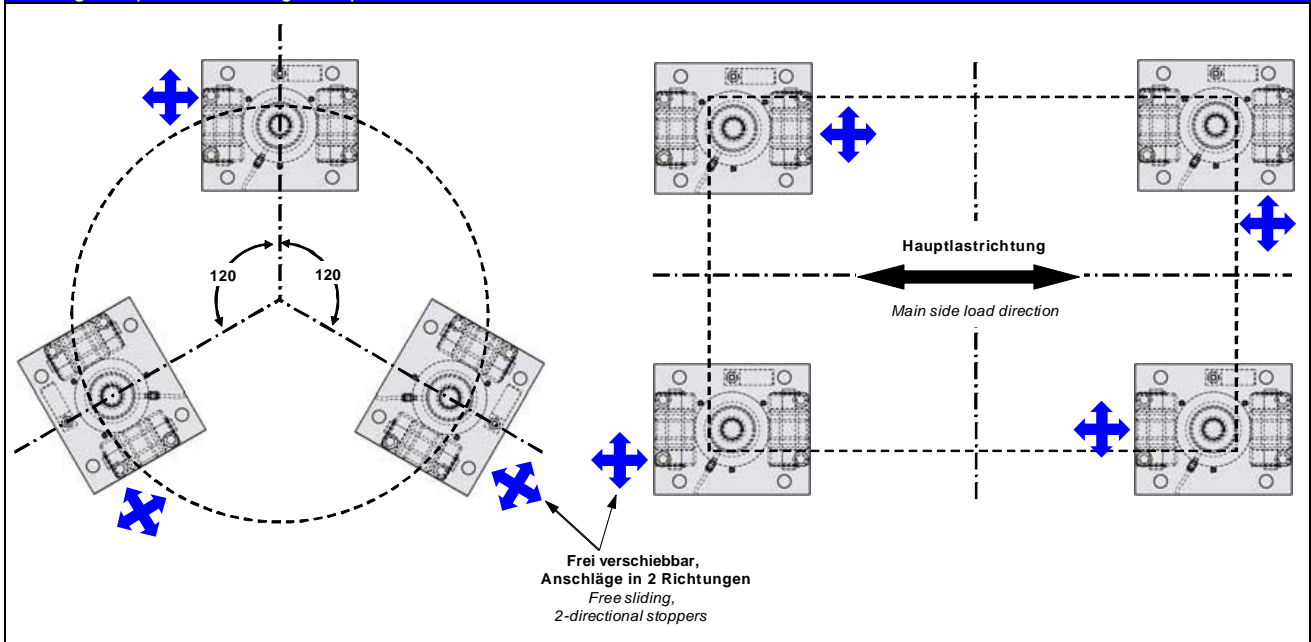 120
120
Hauptlastrichtung
Main side load direction
Frei verschiebbar,
Anschläge in 2 Richtungen
Free sliding,
2-directional stoppers